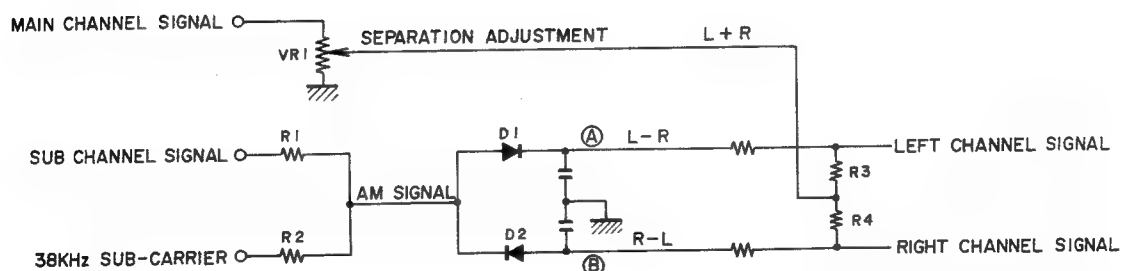 MAIN CHANNEL SIGNAL
SEPARATION ADJUSTMENT
L+R
VR1
R1
D1
A
L-R
SUB CHANNEL SIGNAL
LEFT CHANNEL SIGNAL
R3
AM SIGNAL
R4
R2
D2
R-L
38KHz SUB-CARRIER
B
RIGHT CHANNEL SIGNAL